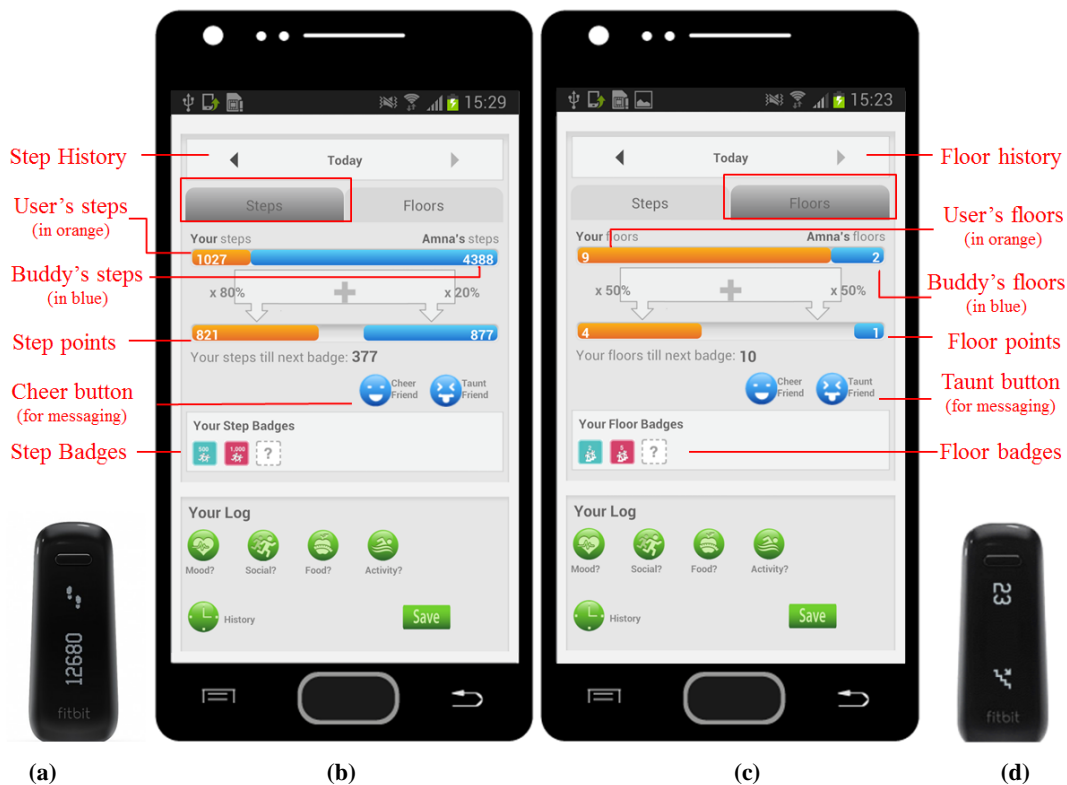 15:29
15:23
Step History
Today
Today
Floor history
Steps
Floors
Steps
Floors
User's steps
(in orange)
User's floors
(in orange)
Your steps
Amna's steps
Your floors
Amna's floors
1027
4388
9
2
Buddy's steps
(in blue)
Buddy's floors
(in blue)
x 80%
x 20%
x 50%
x 50%
Step points
821
877
4
1
Floor points
Your steps till next badge: 377
Your floors till next badge: 10
Cheer button
(for messaging)
Cheer
Friend
Taunt
Friend
Cheer
Friend
Taunt
Friend
Taunt button
(for messaging)
Your Step Badges
Your Floor Badges
Step Badges
500
1,000
?
2
5
?
Floor badges
Your Log
Mood?
Social?
Food?
Activity?
History
Save
Your Log
Mood?
Social?
Food?
Activity?
History
Save
12680
fitbit
23
fitbit
(a)
(b)
(c)
(d)